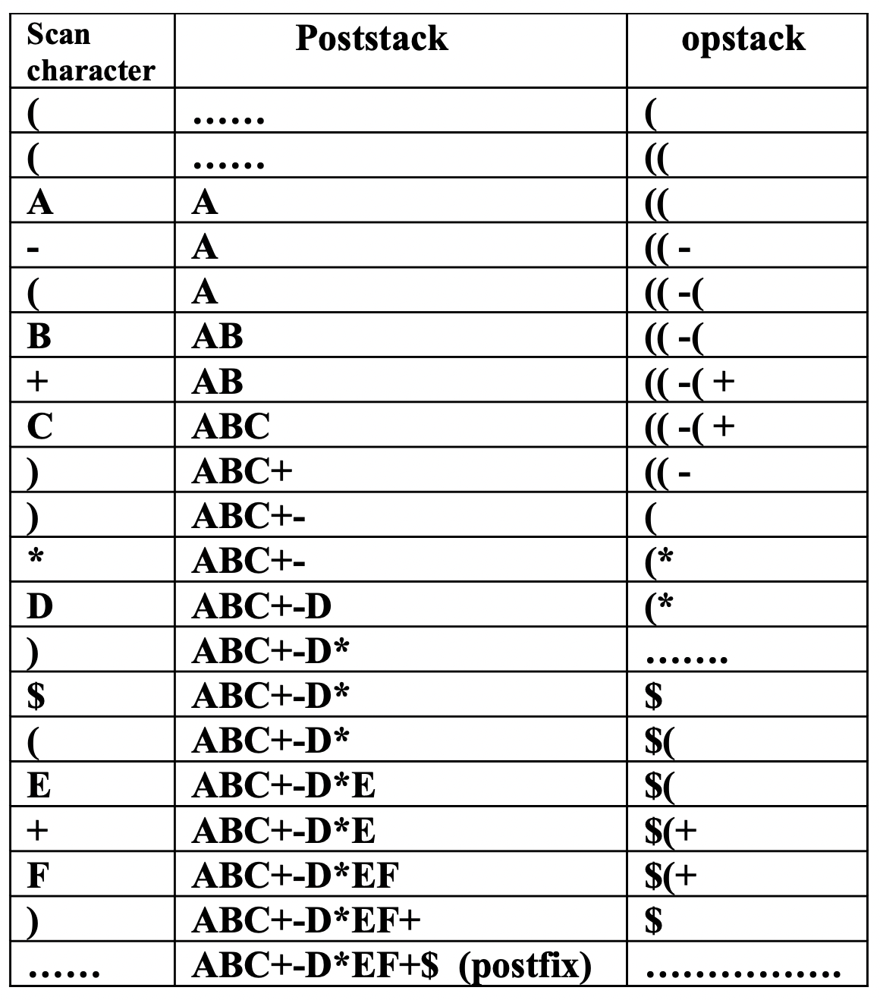 Scan character Poststack opstack
( ...... (
( ...... ((
A A ((
- A (( -
( A (( -(
B AB (( -(
+ AB (( -( +
C ABC (( -( +
) ABC+ (( -
) ABC+- (
* ABC+- (*
D ABC+-D (*
) ABC+-D* .......
$ ABC+-D* $
( ABC+-D* $(
E ABC+-D*E $(
+ ABC+-D*E $(+
F ABC+-D*EF $(+
) ABC+-D*EF+ $
...... ABC+-D*EF+$ (postfix) ................